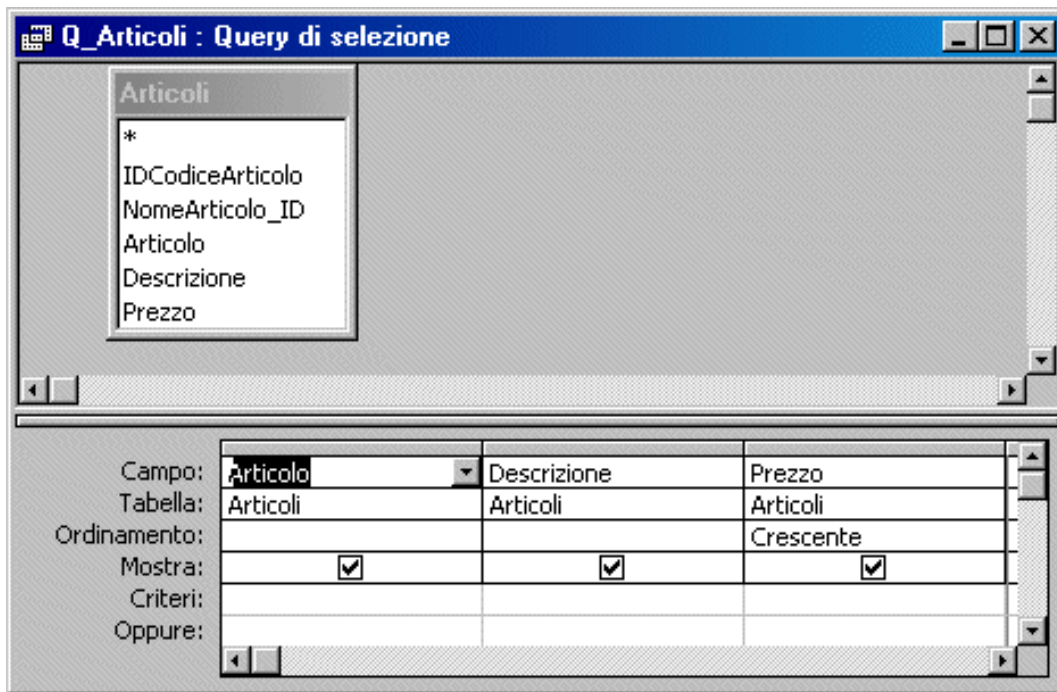 Q_Articoli : Query di selezione
Articoli
*
IDCodiceArticolo
NomeArticolo_ID
Articolo
Descrizione
Prezzo
Campo: Articolo Descrizione Prezzo
Tabella: Articoli Articoli Articoli
Ordinamento: Crescente
Mostra:
Criteri:
Oppure: